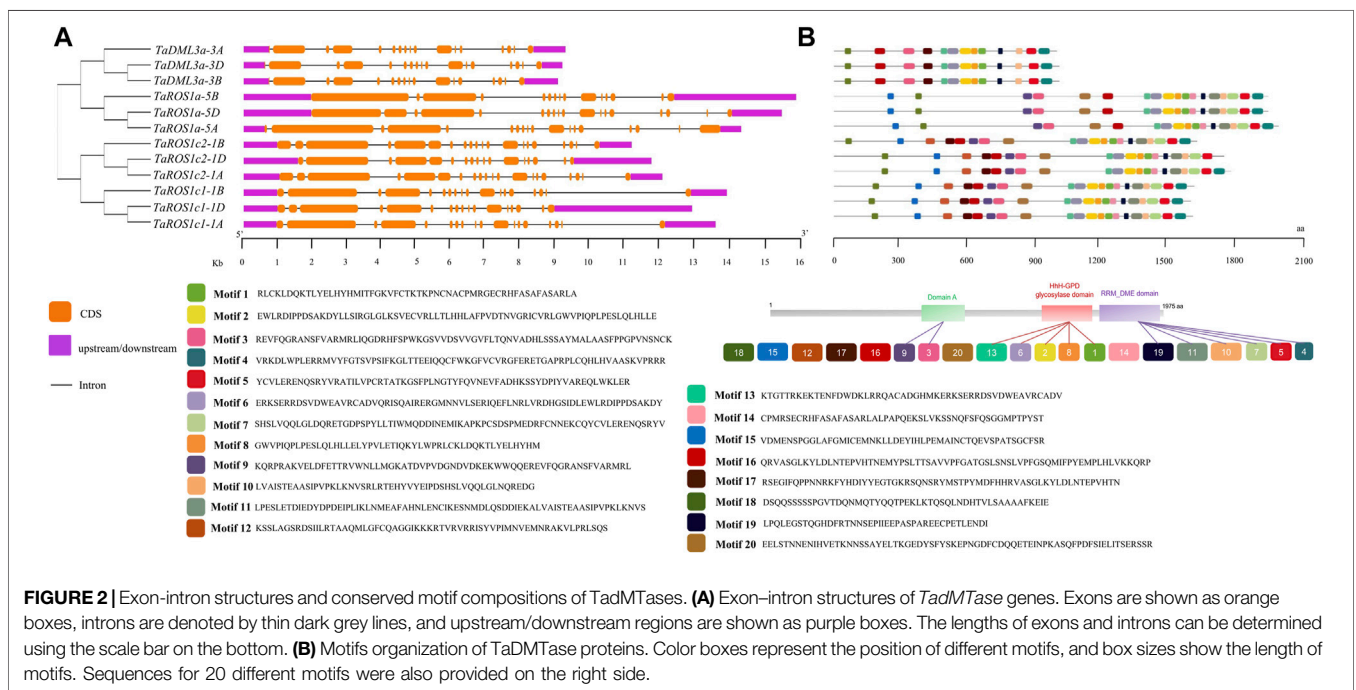 A
B
TaDML3a-3A
TaDML3a-3D
TaDML3a-3B
TaROS1a-5B
TaROS1a-5D
TaROS1a-5A
TaROS1c2-1B
TaROS1c2-1D
TaROS1c2-1A
TaROS1c1-1B
TaROS1c1-1D
TaROS1c1-1A
5' 3'
Kb 0 1 2 3 4 5 6 7 8 9 10 11 12 13 14 15 16
aa
0 300 600 900 1200 1500 1800 2100
CDS
upstream/downstream
Intron
Motif 1 RLCKLDQKTLYELHYHMITFGKVFCTKTKPNCNACPMRGECRHFASAFASARLA
Motif 2 EWLRDIPPDSAKDYLLSIRGLGLKSVECVRLLTLHHLAFPVDTNVGRICVRLGWVPIQPLPESLQLHLLE
Motif 3 REVFQGRANSFVARMRLIQGDRHFSPWKGSVVDSVVGVFLTQNVADHLSSSAYMALAASFPPGPVNSNCK
Motif 4 VRKDLWPLERRMVYFGTSVPSIFKGLTTEEIQQCFWKGFVCVRGFERETGAPRPLCQHLHVAASKVPRRR
Motif 5 YCVLERENQSRYVRATILVPCRTATKGSFPLNGTYFQVNEVFADHKSSYDPIYVAREQLWKLER
Motif 6 ERKSERRDSVDWEAVRCADVQRISQAIRERGMNNVLSERIQEFLNRLVRDHGSIDLEWLRDIPPDSAKDY
Motif 7 SHSLVQQLGLDQRETGDPSPYLLTIWMQDDINEMIKAPKPCSDSPMEDRFCNNEKCQYCVLERENQSRYV
Motif 8 GWVPIQPLPESLQLHLLELYPVLETIQKYLWPRLCKLDQKTLYELHYHM
Motif 9 KQRPRAKVELDFETTRVWNLLMGKATDVPVDGNDVDKEKWWQQEREVFQGRANSFVARMRL
Motif 10 LVAISTEAASIPVPKLKNVSRLRTEHYVYEIPDSHSLVQQLGLNQREDG
Motif 11 LPESLETDIEDYDPDEIPLIKLNMEAFAHNLENCIKESNMDLQSDDIEKALVAISTEAASIPVPKLKNVS
Motif 12 KSSLAGSRDSIILRTAAQMLGFCQAGGIKKKRTVRVRRISYVPIMNVEMNRAKVLPRLSQS
1 1975 aa
Domain A
HhH-GPD glycosylase domain
RRM_DME domain
18 15 12 17 16 9 3 20 13 6 2 8 1 14 19 11 10 7 5 4
Motif 13 KTGTTRKEKTENFDWDKLRRQACADGHMKERKSERRDSVDWEAVRCADV
Motif 14 CPMRSECRHFASAFASARLALPAPQEKSLVKSSNQFSFQSGGMPTPYST
Motif 15 VDMENSPGGLAFGMICEMNKLLDEYIHLPEMAINCTQEVSPATSGCFSR
Motif 16 QRVASGLKYLDLNTEPVHTNEMYPSLTTSAVVPFGATGSLSNSLVPFGSQMIFPYEMPLHLVKKQRP
Motif 17 RSEGIFQPPNNRKFYHDIYYEGTGKRSQNSRYMSTPYMDFHHRVASGLKYLDLNTEPVHTN
Motif 18 DSQQSSSSSPGVTDQNMQTYQQTPEKLKTQSQLNDHTVLSAAAAFKEIE
Motif 19 LPQLEGSTQGHDFRTNNSEPIIEEPASPAREECPETLENDI
Motif 20 EELSTNNENIHVETKNNSSAYELTKGEDYSFYSKEPNGDFCDQQETEINPKASQFPDFSIELITSERSSR
FIGURE 2 | Exon-intron structures and conserved motif compositions of TadMTases. (A) Exon–intron structures of TadMTase genes. Exons are shown as orange
boxes, introns are denoted by thin dark grey lines, and upstream/downstream regions are shown as purple boxes. The lengths of exons and introns can be determined
using the scale bar on the bottom. (B) Motifs organization of TaDMTase proteins. Color boxes represent the position of different motifs, and box sizes show the length of
motifs. Sequences for 20 different motifs were also provided on the right side.